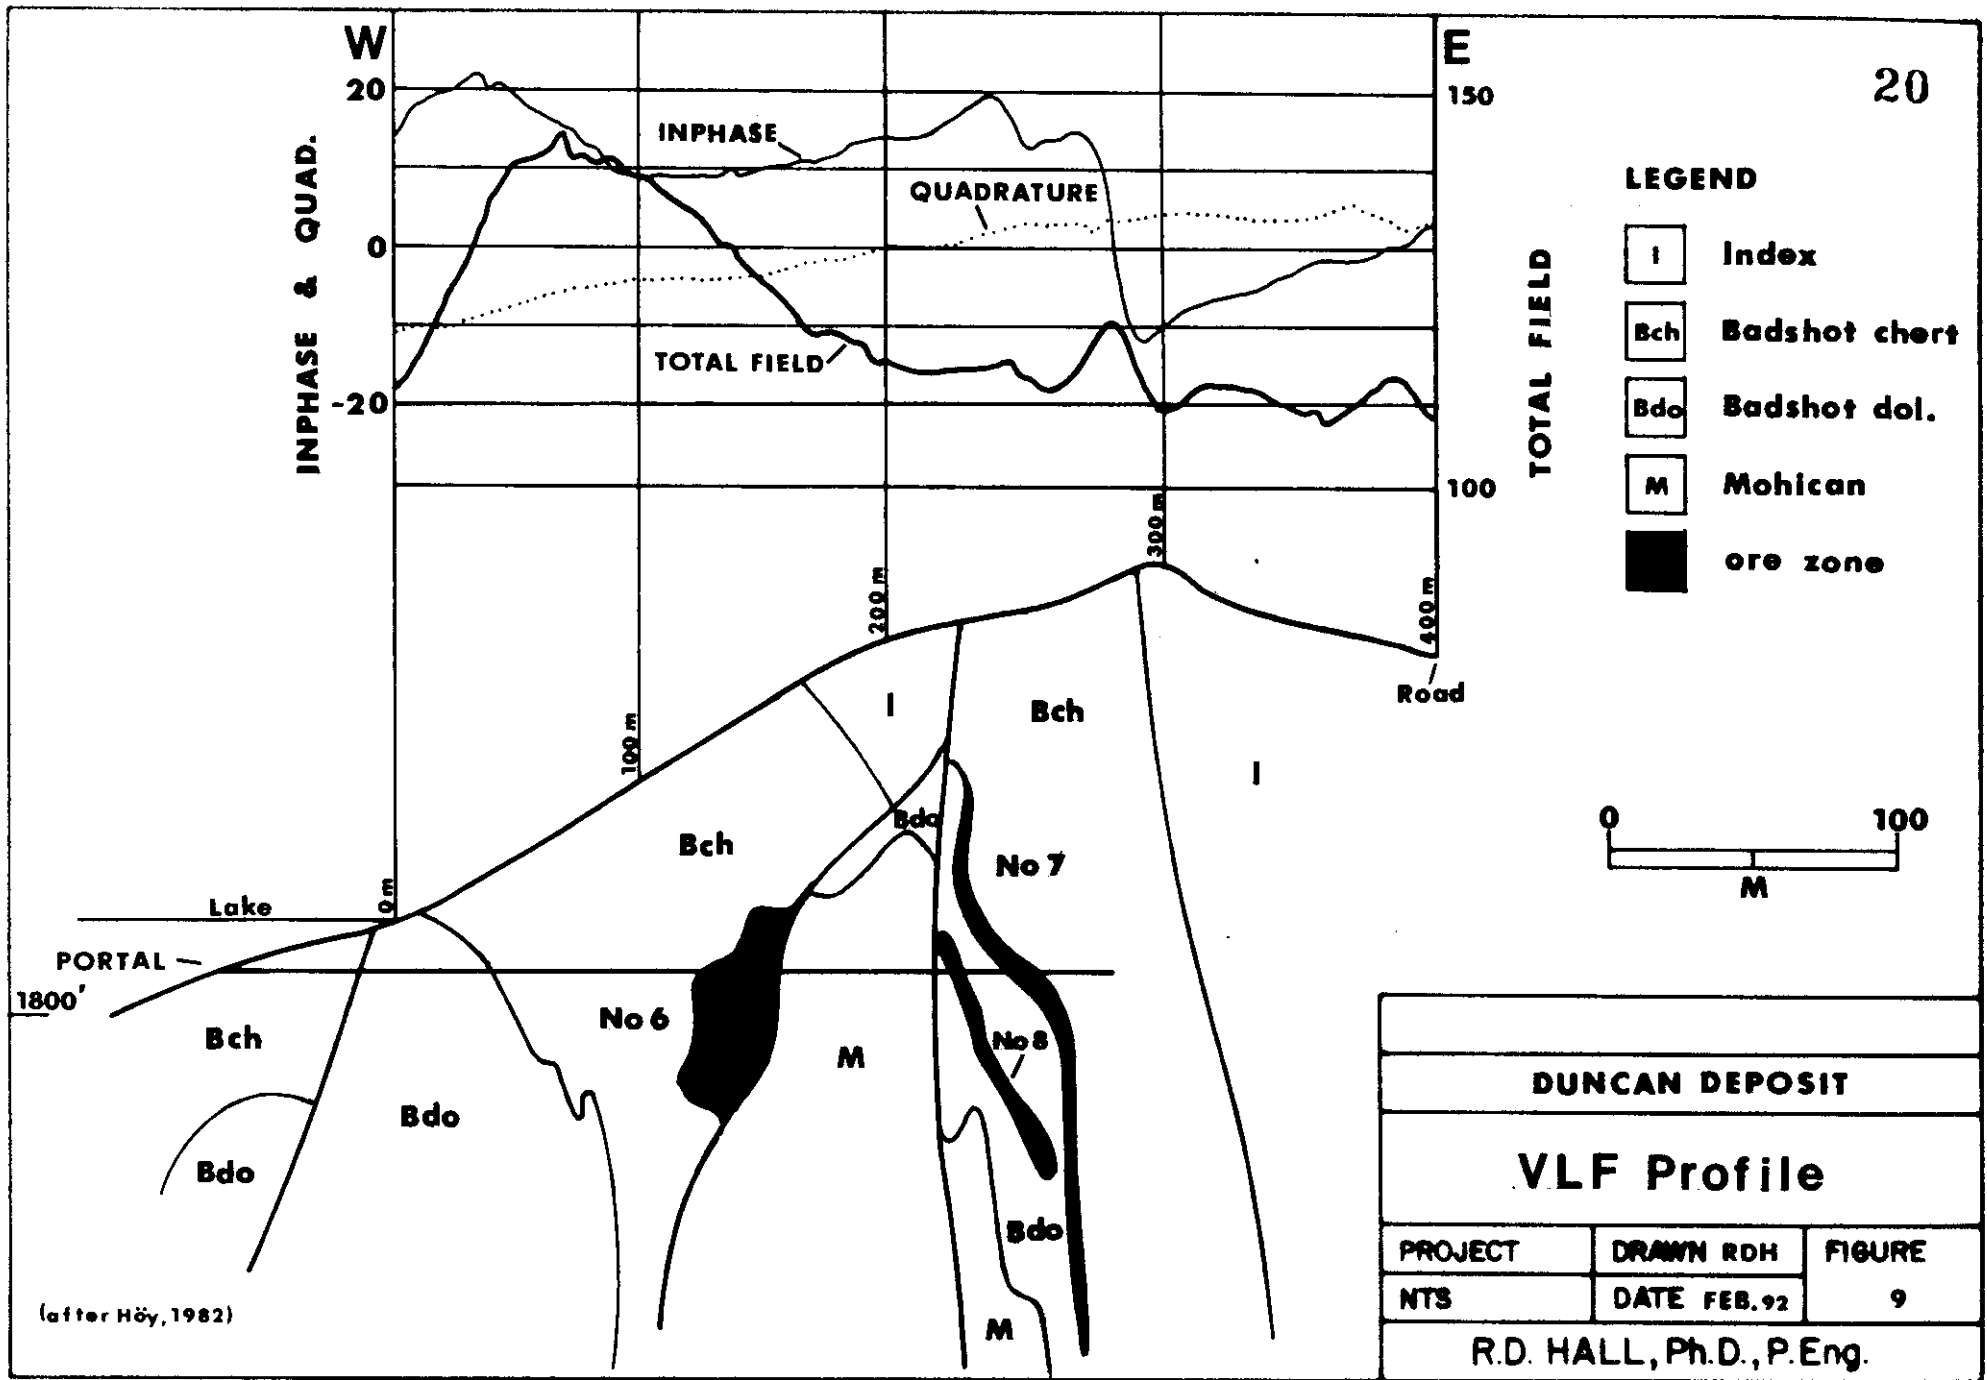 W
E
20
20
150
INPHASE
INPHASE & QUAD.
QUADRATURE
0
TOTAL FIELD
TOTAL FIELD
-20
100
LEGEND
I Index
Bch Badshot chert
Bdo Badshot dol.
M Mohican
ore zone
300 m
200 m
400 m
100 m
0 m
Road
I
Bch
I
Bdo
Bch
No 7
0 100
M
Lake
PORTAL
1800'
No 6
Bch
M
No 8
Bdo
Bdo
Bdo
M
(after Höy, 1982)
DUNCAN DEPOSIT
VLF Profile
PROJECT
DRAWN RDH
FIGURE
NTS
DATE FEB.92
9
R.D. HALL, Ph.D., P.Eng.